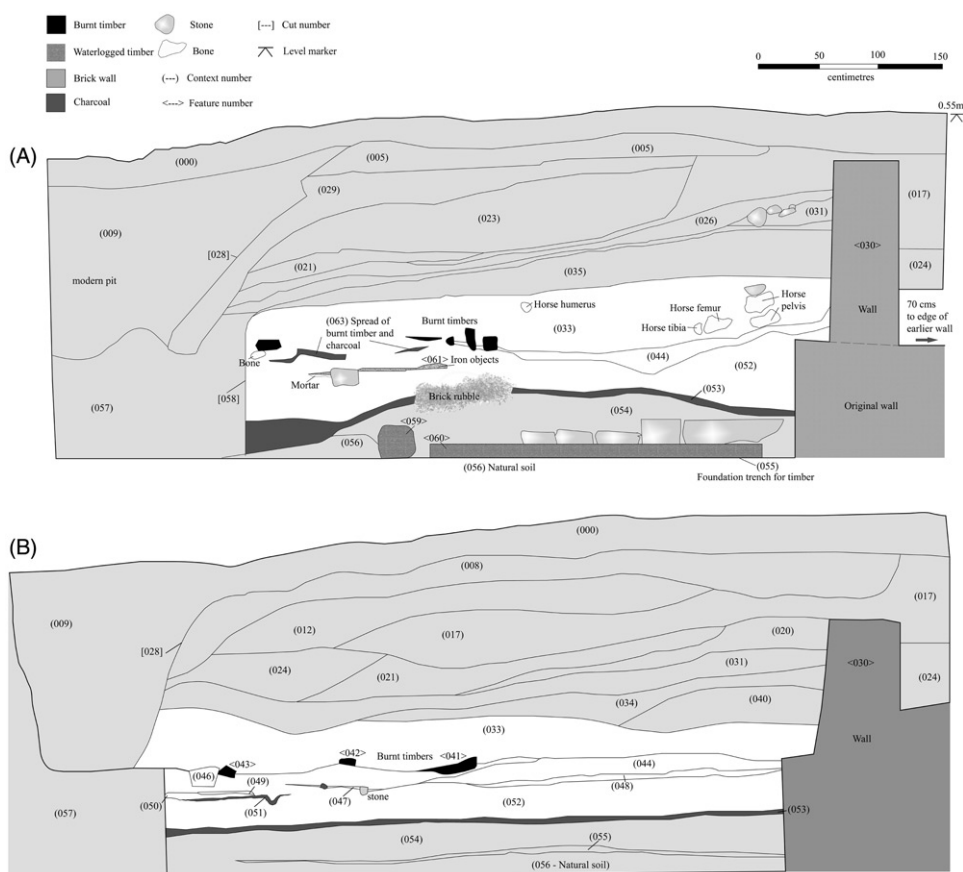 Burnt timber
Stone
[---] Cut number
Waterlogged timber
Bone
Level marker
Brick wall
(---) Context number
Charcoal
<---> Feature number
0 50 100 150
centimetres
0.55m
(A)
(000)
(005)
(005)
(029)
(017)
(023)
(009)
(026)
(031)
[028]
<030>
(021)
(024)
modern pit
(035)
Horse humerus
Horse femur
Horse
pelvis
Wall
70 cms
to edge of
earlier wall
(063) Spread of
burnt timber and
charcoal
Burnt timbers
(033)
Horse tibia
Bone
<061> Iron objects
(044)
(052)
Mortar
(053)
(057)
[058]
Brick rubble
(054)
Original wall
<059>
(056)
<060>
(056) Natural soil
(055)
Foundation trench for timber
(B)
(000)
(008)
(009)
(017)
(012)
(017)
(020)
[028]
(024)
(021)
(031)
<030>
(024)
(040)
(034)
(033)
Wall
<042>
Burnt timbers
<041>
<043>
(044)
(046)
(049)
(048)
(050)
(051)
(047)
stone
(052)
(053)
(057)
(054)
(055)
(056 - Natural soil)